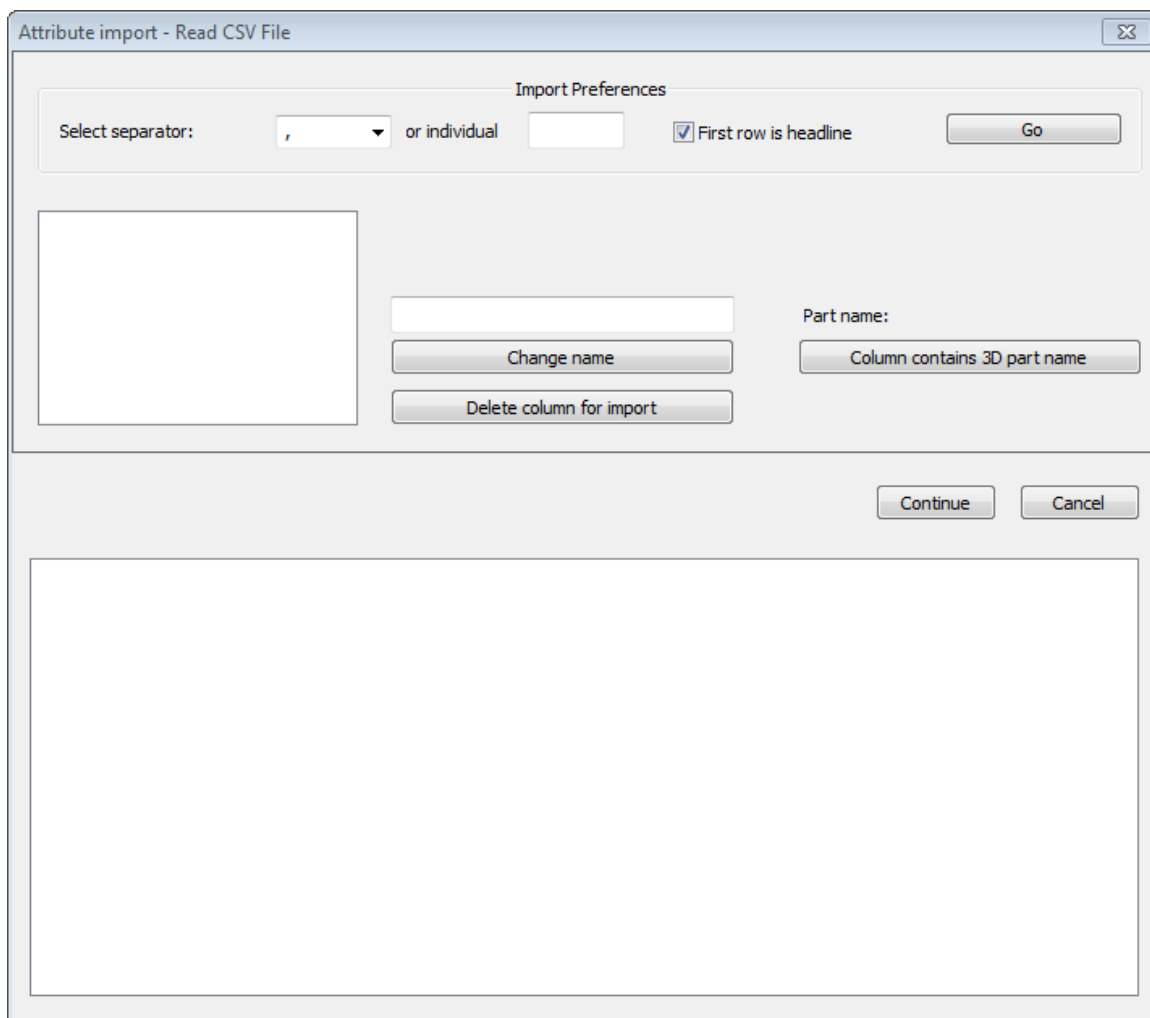 Attribute import - Read CSV File
Import Preferences
Select separator: , or individual First row is headline Go
Part name:
Change name Column contains 3D part name
Delete column for import
Continue Cancel